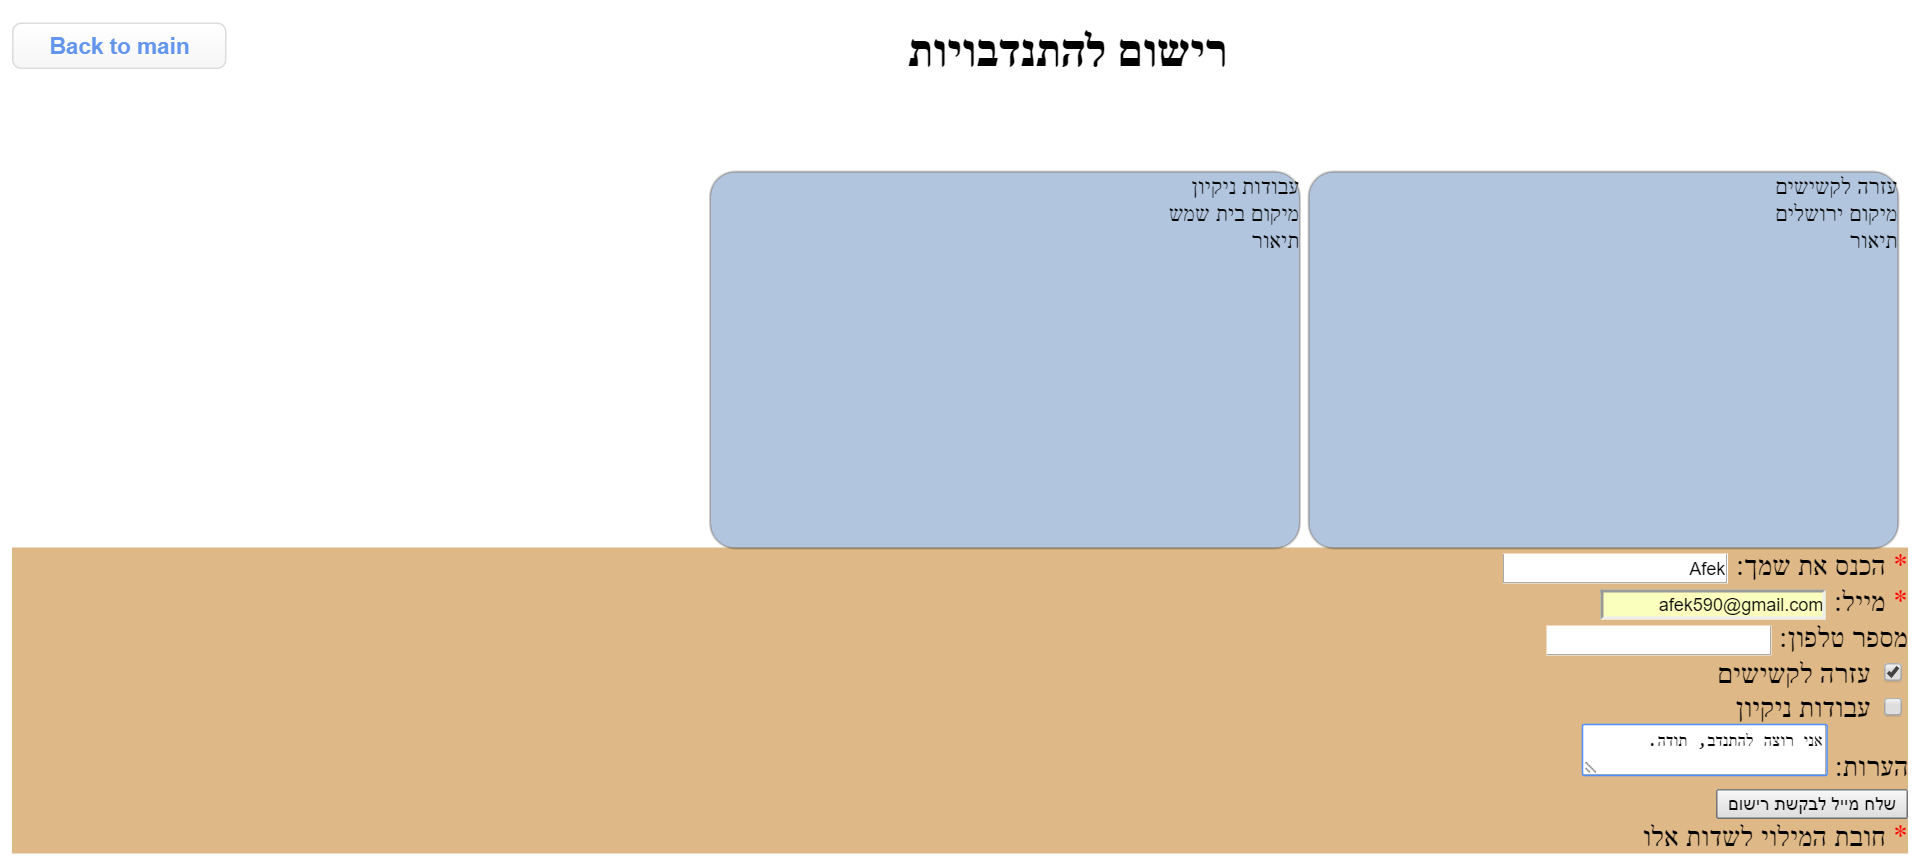 Back to main
רישום להתנדבויות
עזרה לקשישים
מיקום ירושלים
תיאור
עבודות ניקיון
מיקום בית שמש
תיאור
* הכנס את שמך: Afek
* מייל: afek590@gmail.com
מספר טלפון:
עזרה לקשישים
עבודות ניקיון
הערות: אני רוצה להתנדב, תודה.
שלח מייל לבקשת רישום
* חובת המילוי לשדות אלו